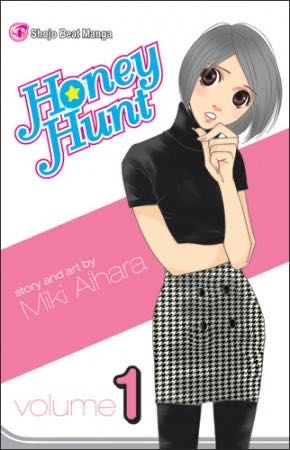 Shojo Beat Manga
Honey
Hunt
story and art by
Miki Aihara
volume 1